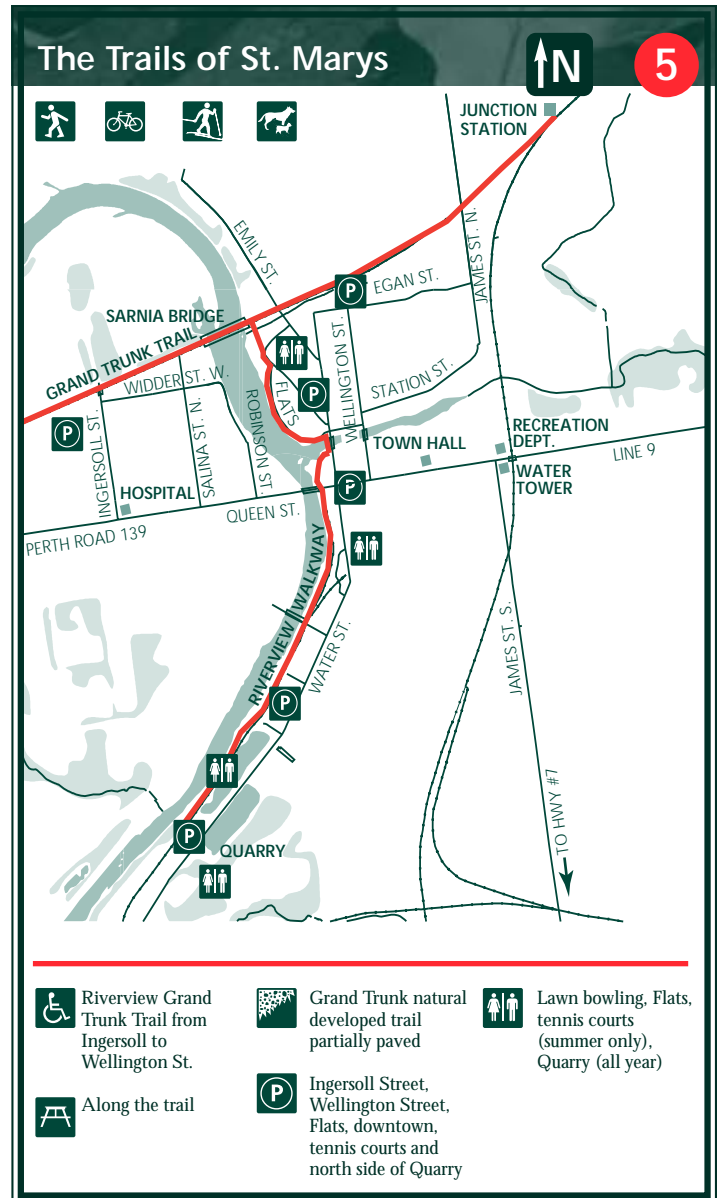 The Trails of St. Marys
N
5
JUNCTION
STATION
EMILY ST.
JAMES ST. N.
EGAN ST.
P
SARNIA BRIDGE
GRAND TRUNK TRAIL
WELLINGTON ST.
WIDDER ST. W.
FLATS
P
STATION ST.
P
INGERSOLL ST.
SALINA ST. N.
ROBINSON ST.
TOWN HALL
RECREATION
DEPT.
LINE 9
HOSPITAL
P
WATER
TOWER
QUEEN ST.
PERTH ROAD 139
RIVERVIEW WALKWAY
WATER ST.
JAMES ST. S.
P
TO HWY #7
P
QUARRY
Riverview Grand
Trunk Trail from
Ingersoll to
Wellington St.
Along the trail
Grand Trunk natural
developed trail
partially paved
P
Ingersoll Street,
Wellington Street,
Flats, downtown,
tennis courts and
north side of Quarry
Lawn bowling, Flats,
tennis courts
(summer only),
Quarry (all year)